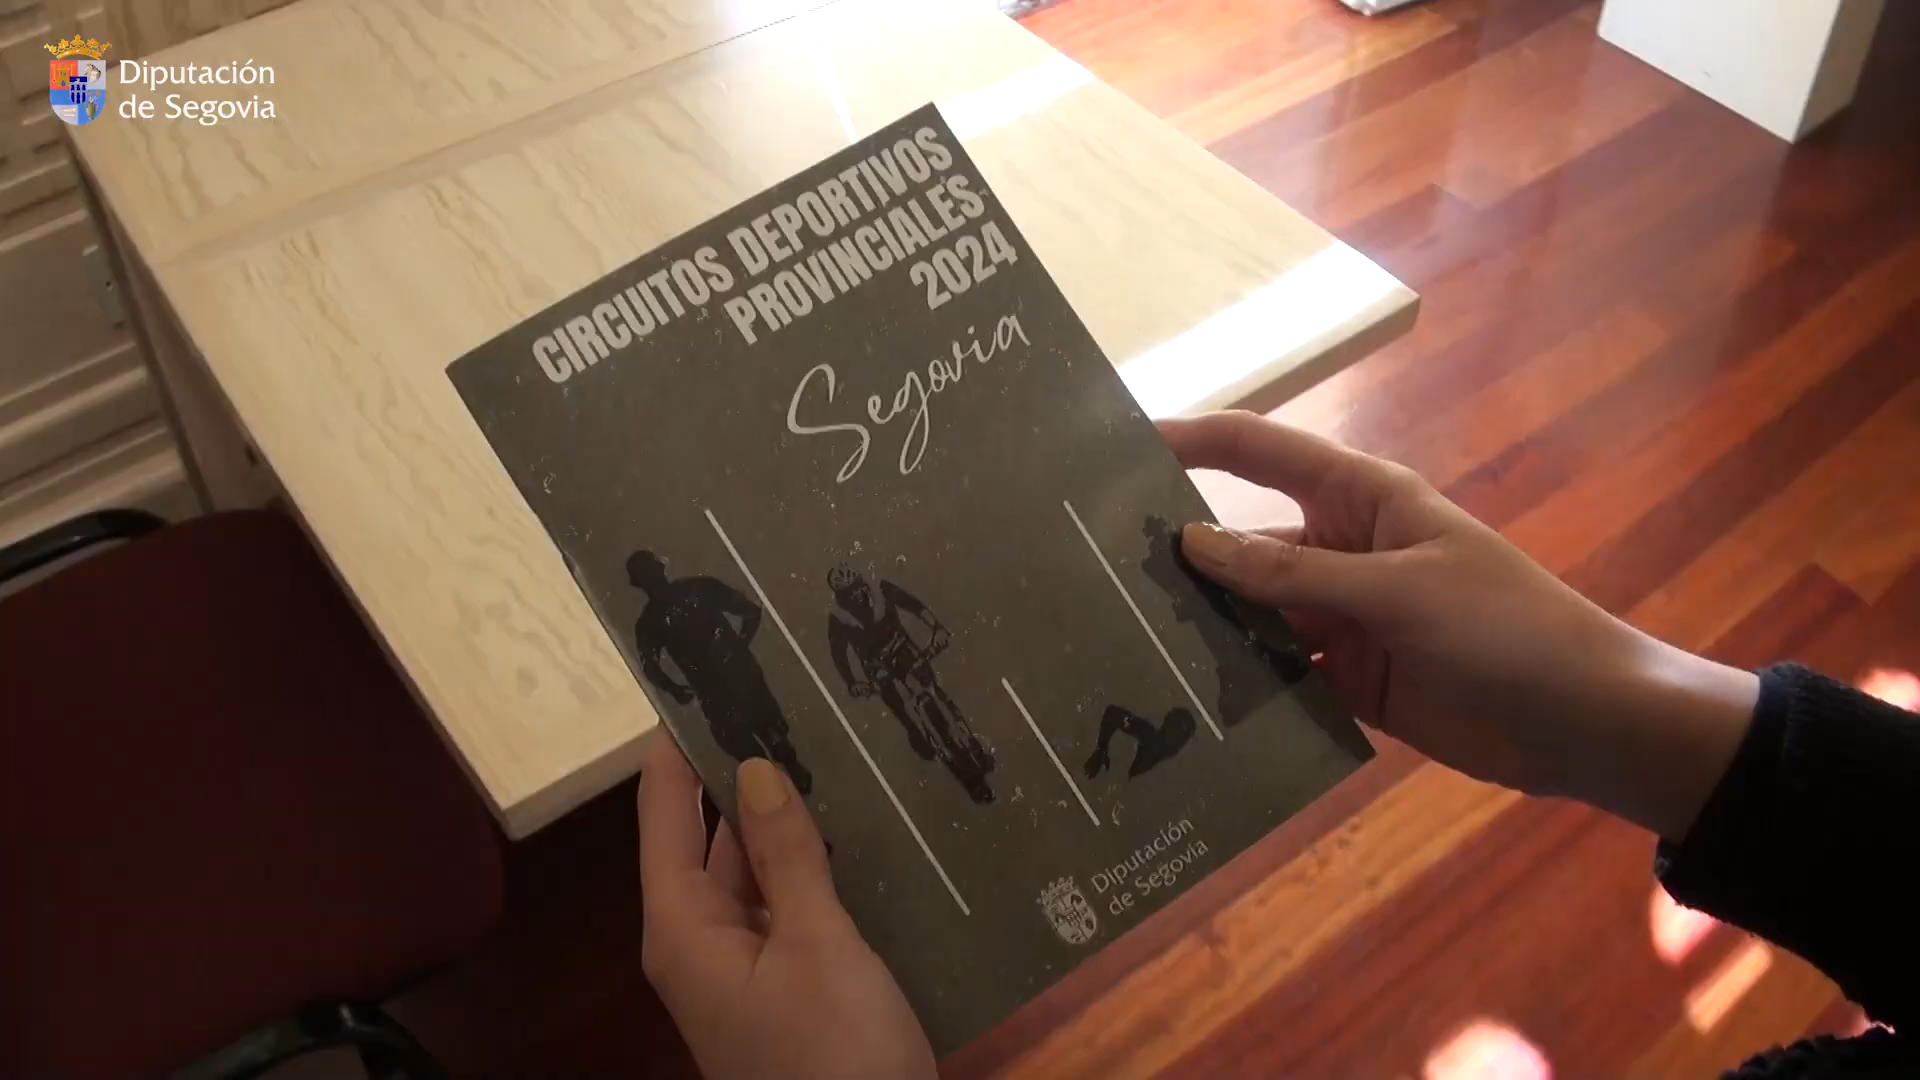 Diputación
de Segovia
CIRCUITOS DEPORTIVOS
PROVINCIALES
2024
Segovia
Diputación
de Segovia